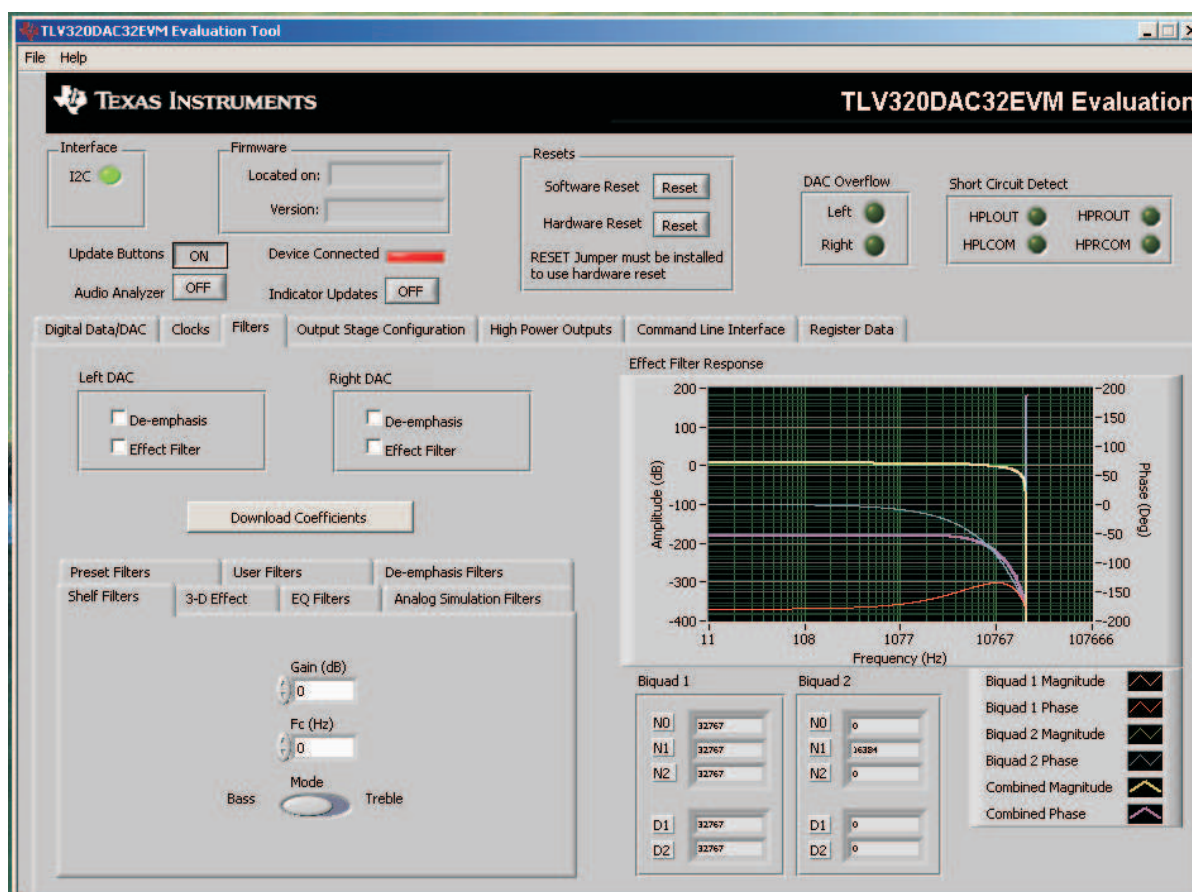 TLV320DAC32EVM Evaluation Tool
File Help
TEXAS INSTRUMENTS
TLV320DAC32EVM Evaluation
Interface
I2C
Firmware
Located on:
Version:
Resets
Software Reset Reset
Hardware Reset Reset
RESET Jumper must be installed
to use hardware reset
DAC Overflow
Left
Right
Short Circuit Detect
HPLOUT HPROUT
HPLCOM HPRCOM
Update Buttons ON
Device Connected
Audio Analyzer OFF
Indicator Updates OFF
Digital Data/DAC Clocks Filters Output Stage Configuration High Power Outputs Command Line Interface Register Data
Left DAC
De-emphasis
Effect Filter
Right DAC
De-emphasis
Effect Filter
Download Coefficients
Preset Filters User Filters De-emphasis Filters
Shelf Filters 3-D Effect EQ Filters Analog Simulation Filters
Gain (dB)
0
Fc (Hz)
0
Mode
Bass Treble
Effect Filter Response
Amplitude (dB)
200
100
0
-100
-200
-300
-400
11 108 1077 10767 107666
Frequency (Hz)
200
150
100
50
0
-50
-100
-150
-200
Phase (Deg)
Biquad 1
N0 32767
N1 32767
N2 32767
D1 32767
D2 32767
Biquad 2
N0 0
N1 16384
N2 0
D1 0
D2 0
Biquad 1 Magnitude
Biquad 1 Phase
Biquad 2 Magnitude
Biquad 2 Phase
Combined Magnitude
Combined Phase